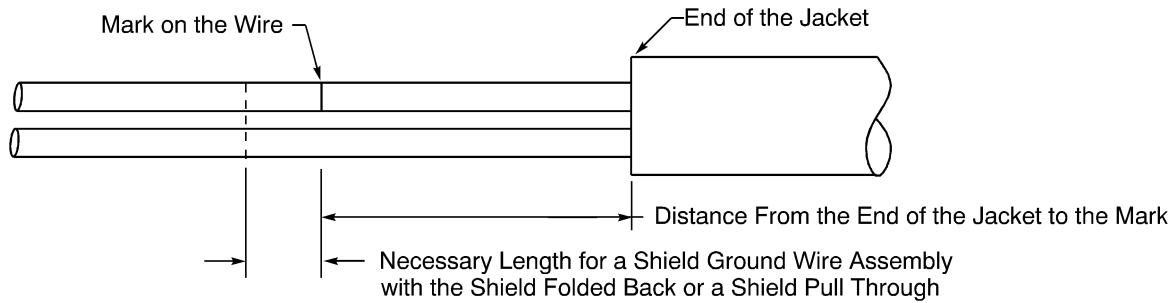 End of the Jacket
Mark on the Wire
Distance From the End of the Jacket to the Mark
Necessary Length for a Shield Ground Wire Assembly
with the Shield Folded Back or a Shield Pull Through